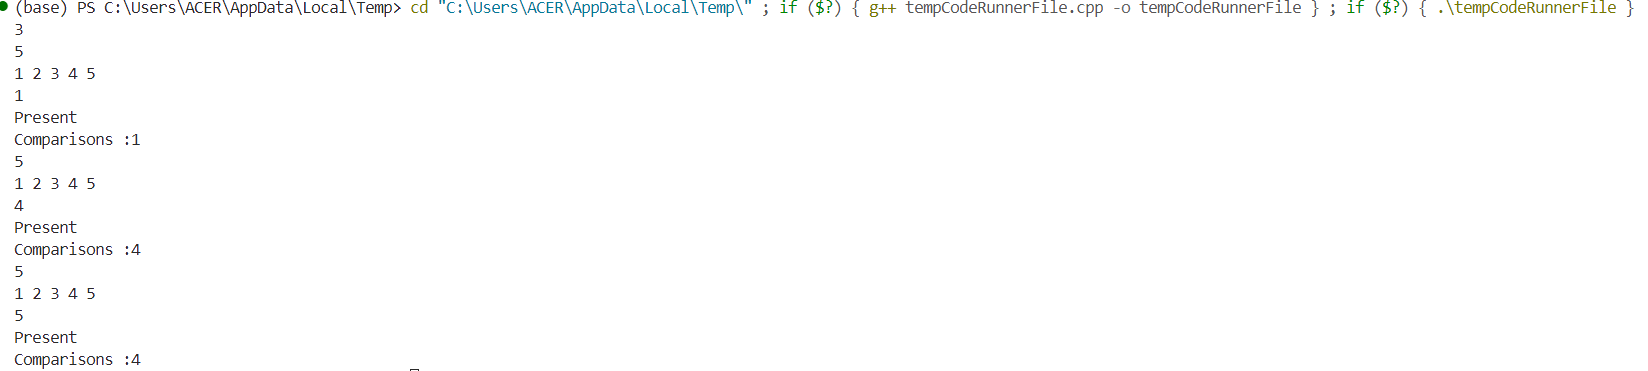 (base) PS C:\Users\ACER\AppData\Local\Temp> cd "C:\Users\ACER\AppData\Local\Temp\" ; if ($?) { g++ tempCodeRunnerFile.cpp -o tempCodeRunnerFile } ; if ($?) { .\tempCodeRunnerFile }
3
5
1 2 3 4 5
1
Present
Comparisons :1
5
1 2 3 4 5
4
Present
Comparisons :4
5
1 2 3 4 5
5
Present
Comparisons :4